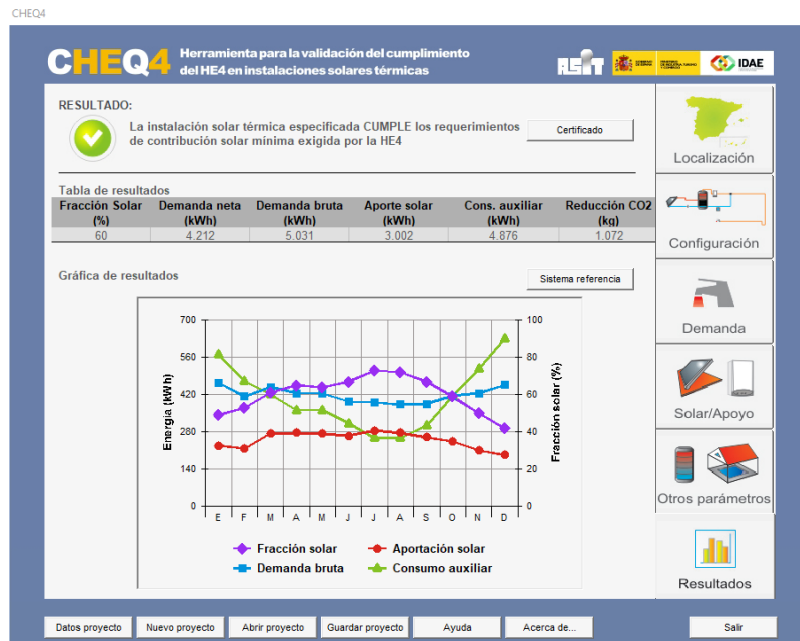 CHEQ4
CHEQ4
Herramienta para la validación del cumplimiento
del HE4 en instalaciones solares térmicas
ASIT
IDAE
RESULTADO:
La instalación solar térmica especificada CUMPLE los requerimientos
de contribución solar mínima exigida por la HE4
Certificado
Localización
Tabla de resultados
Fracción Solar (%) Demanda neta (kWh) Demanda bruta (kWh) Aporte solar (kWh) Cons. auxiliar (kWh) Reducción CO2 (kg)
60 4.212 5.031 3.002 4.876 1.072
Configuración
Gráfica de resultados
Sistema referencia
Demanda
Solar/Apoyo
Otros parámetros
Resultados
Energia (kWh)
700
560
420
280
140
0
100
80
60
40
20
0
Fracción solar (%)
E F M A M J J A S O N D
Fracción solar Aportación solar
Demanda bruta Consumo auxiliar
Datos proyecto Nuevo proyecto Abrir proyecto Guardar proyecto Ayuda Acerca de... Salir